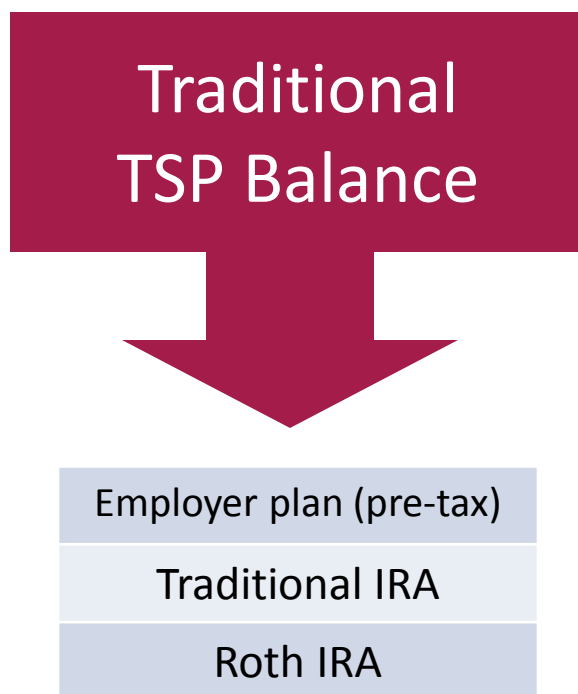 Traditional
TSP Balance
Employer plan (pre-tax)
Traditional IRA
Roth IRA